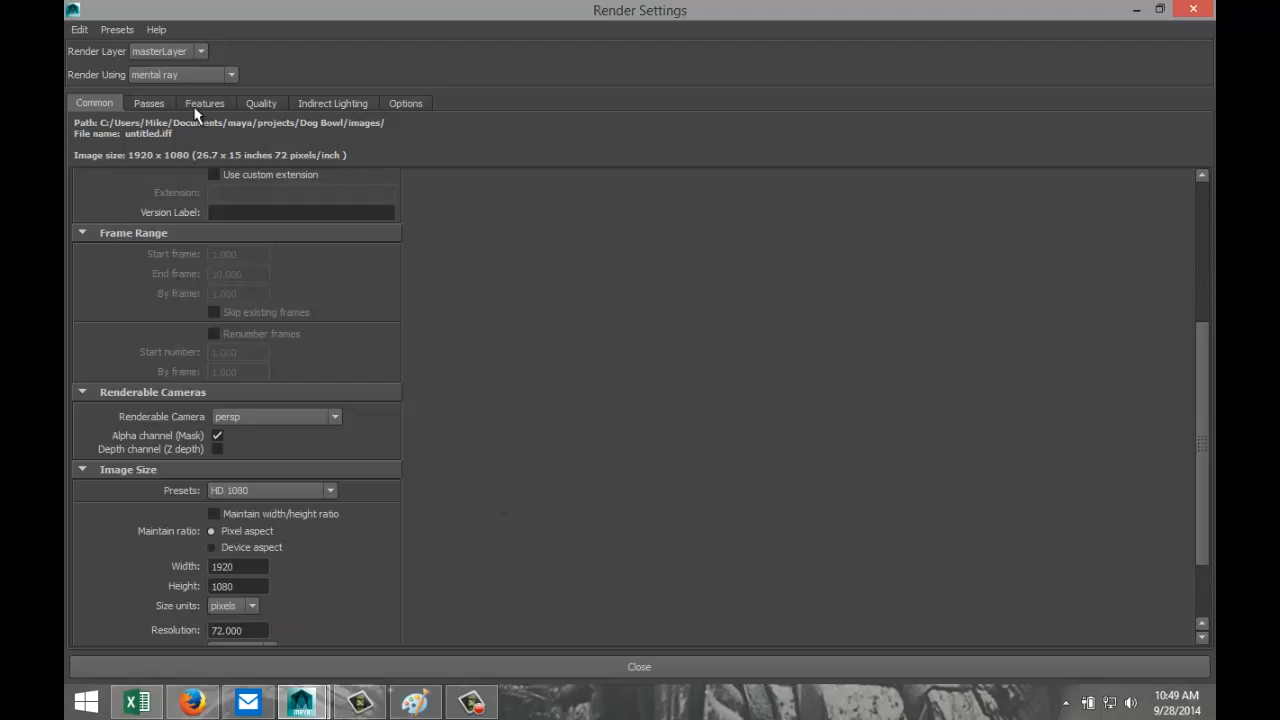 Render Settings
Edit Presets Help
Render Layer masterLayer
Render Using mental ray
Common Passes Features Quality Indirect Lighting Options
Path: C:/Users/Mike/Documents/maya/projects/Dog Bowl/images/
File name: untitled.iff
Image size: 1920 x 1080 (26.7 x 15 inches 72 pixels/inch )
Use custom extension
Extension:
Version Label:
Frame Range
Start frame: 1.000
End frame: 10.000
By frame: 1.000
Skip existing frames
Renumber frames
Start number: 1.000
By frame: 1.000
Renderable Cameras
Renderable Camera persp
Alpha channel (Mask)
Depth channel (Z depth)
Image Size
Presets: HD 1080
Maintain width/height ratio
Maintain ratio: Pixel aspect
Device aspect
Width: 1920
Height: 1080
Size units: pixels
Resolution: 72.000
Close
MAYA
10:49 AM
9/28/2014